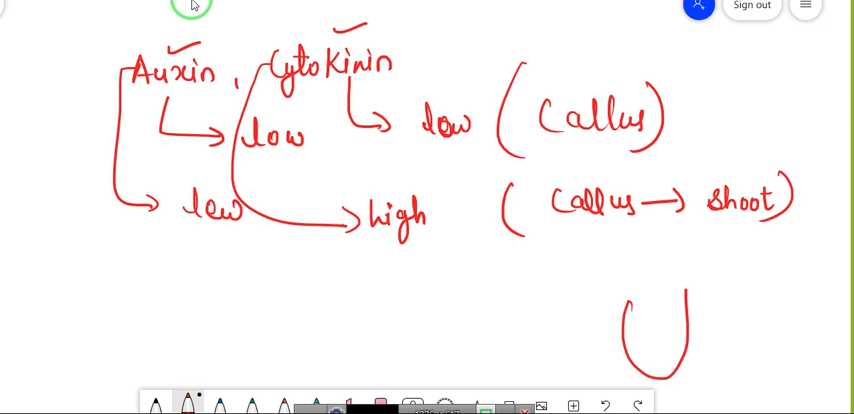 Sign out
Auxin, Cytokinin
low low (Callus)
low high (Callus → shoot)